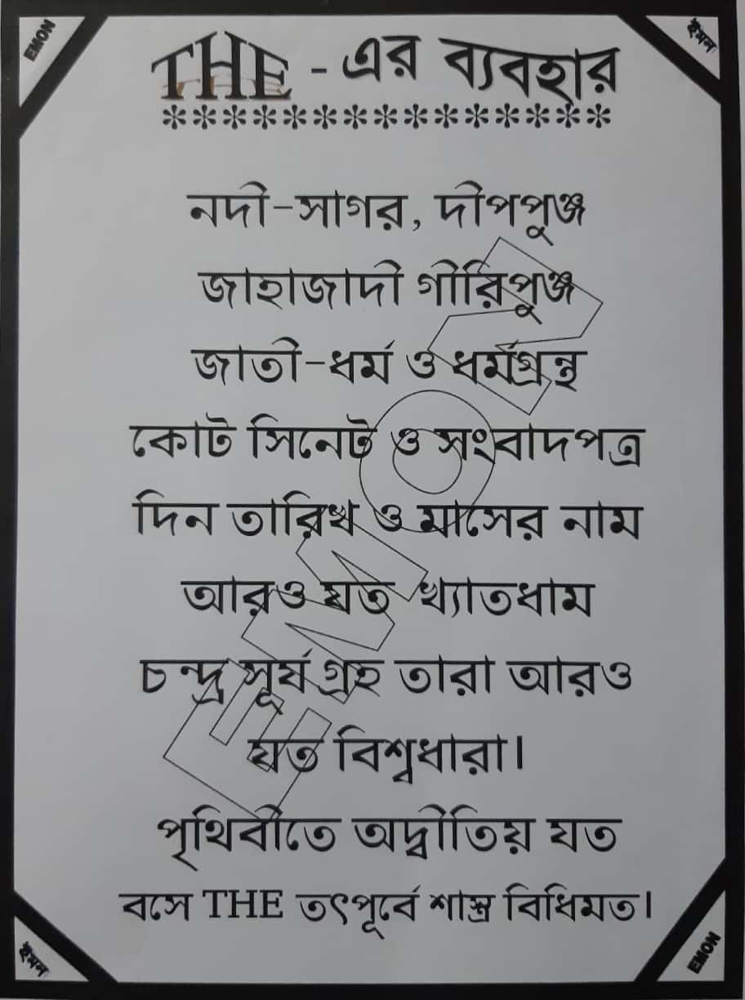 EMON
ইমন
THE - এর ব্যবহার
***************
নদী-সাগর, দীপপুঞ্জ
জাহাজাদী গীরিপুঞ্জ
জাতী-ধর্ম ও ধর্মগ্রন্থ
কোট সিনেট ও সংবাদপত্র
দিন তারিখ ও মাসের নাম
আরও যত খ্যাতধাম
চন্দ্র সূর্য গ্রহ তারা আরও
যত বিশ্বধারা।
পৃথিবীতে অদ্বীতিয় যত
বসে THE তৎপূর্বে শাস্ত্র বিধিমত।
EMON
ইমন
EMON